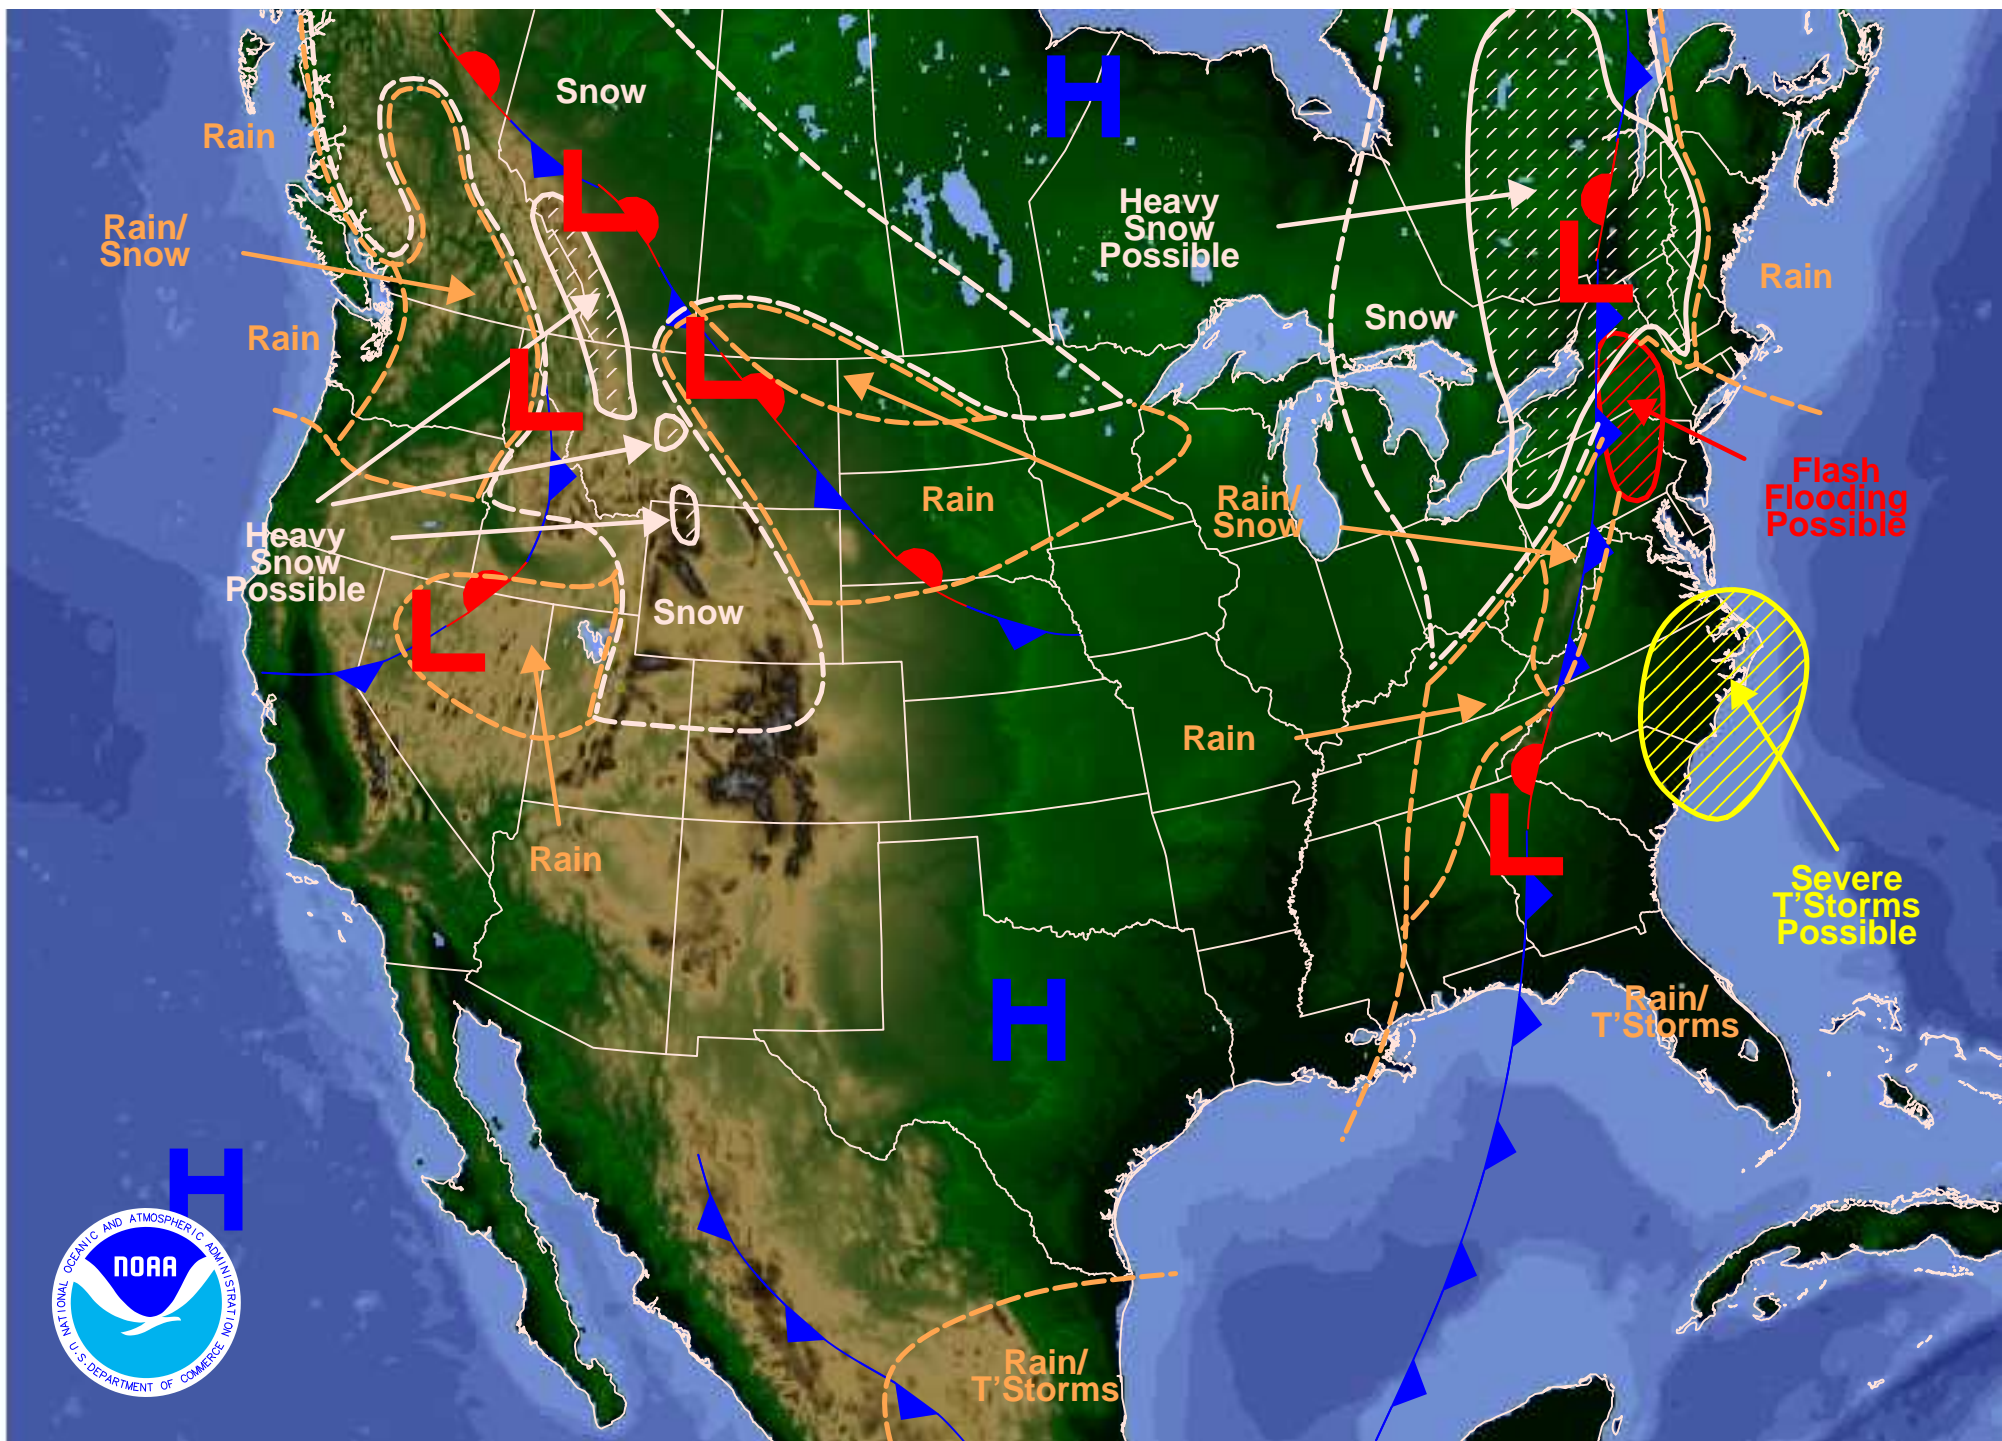 Snow
H
Rain
L
Heavy
Snow
Possible
Rain/
Snow
L
Rain
Snow
Rain
L
L
Flash
Flooding
Possible
Rain
Rain/
Snow
Heavy
Snow
Possible
L
Snow
Rain
L
Rain
Severe
T'Storms
Possible
H
Rain/
T'Storms
H
NATIONAL OCEANIC AND ATMOSPHERIC ADMINISTRATION
NOAA
U.S. DEPARTMENT OF COMMERCE
Rain/
T'Storms